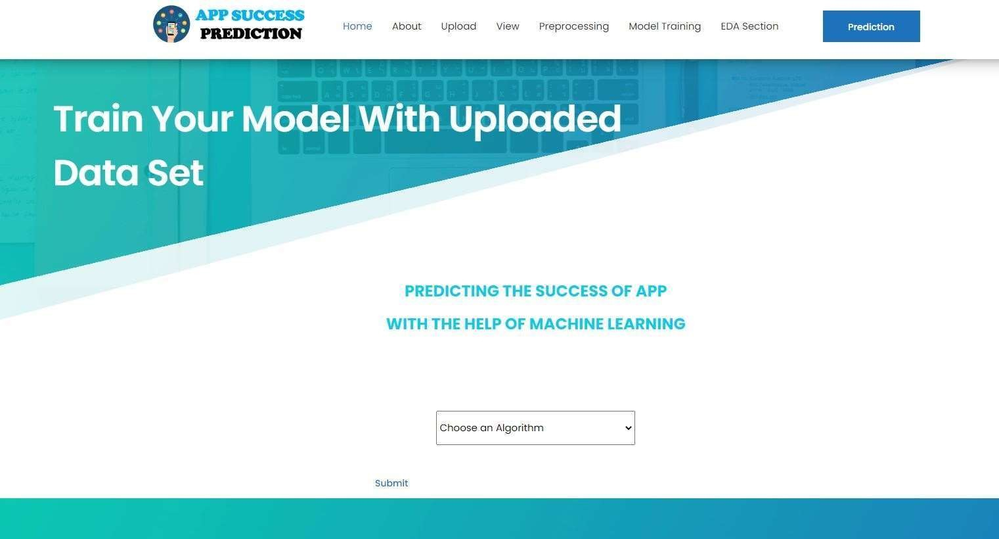 APP SUCCESS
PREDICTION
Home About Upload View Preprocessing Model Training EDA Section Prediction
Train Your Model With Uploaded
Data Set
PREDICTING THE SUCCESS OF APP
WITH THE HELP OF MACHINE LEARNING
Choose an Algorithm
Submit